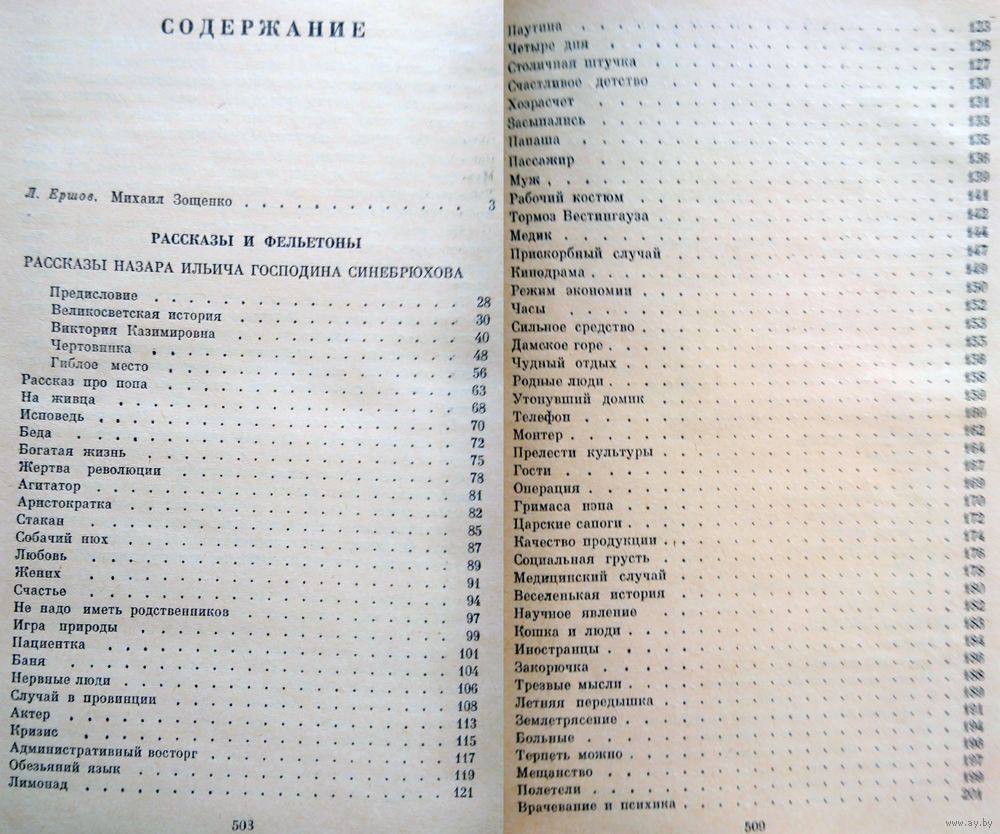 СОДЕРЖАНИЕ
Л. Ершов. Михаил Зощенко . . . . . . . . . . 3
РАССКАЗЫ И ФЕЛЬЕТОНЫ
РАССКАЗЫ НАЗАРА ИЛЬИЧА ГОСПОДИНА СИНЕБРЮХОВА
Предисловие . . . . . . . . . . 28
Великосветская история . . . . . . . . . . 30
Виктория Казимировна . . . . . . . . . . 40
Чертовинка . . . . . . . . . . 48
Гиблое место . . . . . . . . . . 56
Рассказ про попа . . . . . . . . . . 63
На живца . . . . . . . . . . 68
Исповедь . . . . . . . . . . 70
Беда . . . . . . . . . . 72
Богатая жизнь . . . . . . . . . . 75
Жертва революции . . . . . . . . . . 78
Агитатор . . . . . . . . . . 81
Аристократка . . . . . . . . . . 82
Стакан . . . . . . . . . . 85
Собачий нюх . . . . . . . . . . 87
Любовь . . . . . . . . . . 89
Жених . . . . . . . . . . 91
Счастье . . . . . . . . . . 94
Не надо иметь родственников . . . . . . . . . . 97
Игра природы . . . . . . . . . . 99
Пациентка . . . . . . . . . . 101
Баня . . . . . . . . . . 104
Нервные люди . . . . . . . . . . 106
Случай в провинции . . . . . . . . . . 108
Актер . . . . . . . . . . 113
Кризис . . . . . . . . . . 115
Административный восторг . . . . . . . . . . 117
Обезьяний язык . . . . . . . . . . 119
Лимонад . . . . . . . . . . 121
503
Паутина . . . . . . . . . . 123
Четыре дня . . . . . . . . . . 126
Столичная штучка . . . . . . . . . . 127
Счастливое детство . . . . . . . . . . 130
Хозрасчет . . . . . . . . . . 131
Засыпались . . . . . . . . . . 133
Папаша . . . . . . . . . . 135
Пассажир . . . . . . . . . . 136
Муж . . . . . . . . . . 139
Рабочий костюм . . . . . . . . . . 141
Тормоз Вестингауза . . . . . . . . . . 142
Медик . . . . . . . . . . 144
Прискорбный случай . . . . . . . . . . 147
Кинодрама . . . . . . . . . . 149
Режим экономии . . . . . . . . . . 150
Часы . . . . . . . . . . 152
Сильное средство . . . . . . . . . . 153
Дамское горе . . . . . . . . . . 155
Чудный отдых . . . . . . . . . . 156
Родные люди . . . . . . . . . . 158
Утонувший домик . . . . . . . . . . 159
Телефон . . . . . . . . . . 160
Монтер . . . . . . . . . . 162
Прелести культуры . . . . . . . . . . 164
Гости . . . . . . . . . . 167
Операция . . . . . . . . . . 169
Гримаса нэпа . . . . . . . . . . 170
Царские сапоги . . . . . . . . . . 172
Качество продукции . . . . . . . . . . 174
Социальная грусть . . . . . . . . . . 176
Медицинский случай . . . . . . . . . . 178
Веселенькая история . . . . . . . . . . 180
Научное явление . . . . . . . . . . 182
Кошка и люди . . . . . . . . . . 183
Иностранцы . . . . . . . . . . 184
Закорючка . . . . . . . . . . 186
Трезвые мысли . . . . . . . . . . 188
Летняя передышка . . . . . . . . . . 189
Землетрясение . . . . . . . . . . 191
Больные . . . . . . . . . . 194
Терпеть можно . . . . . . . . . . 196
Мещанство . . . . . . . . . . 197
Полетели . . . . . . . . . . 199
Врачевание и психика . . . . . . . . . . 201
509
www.ay.by